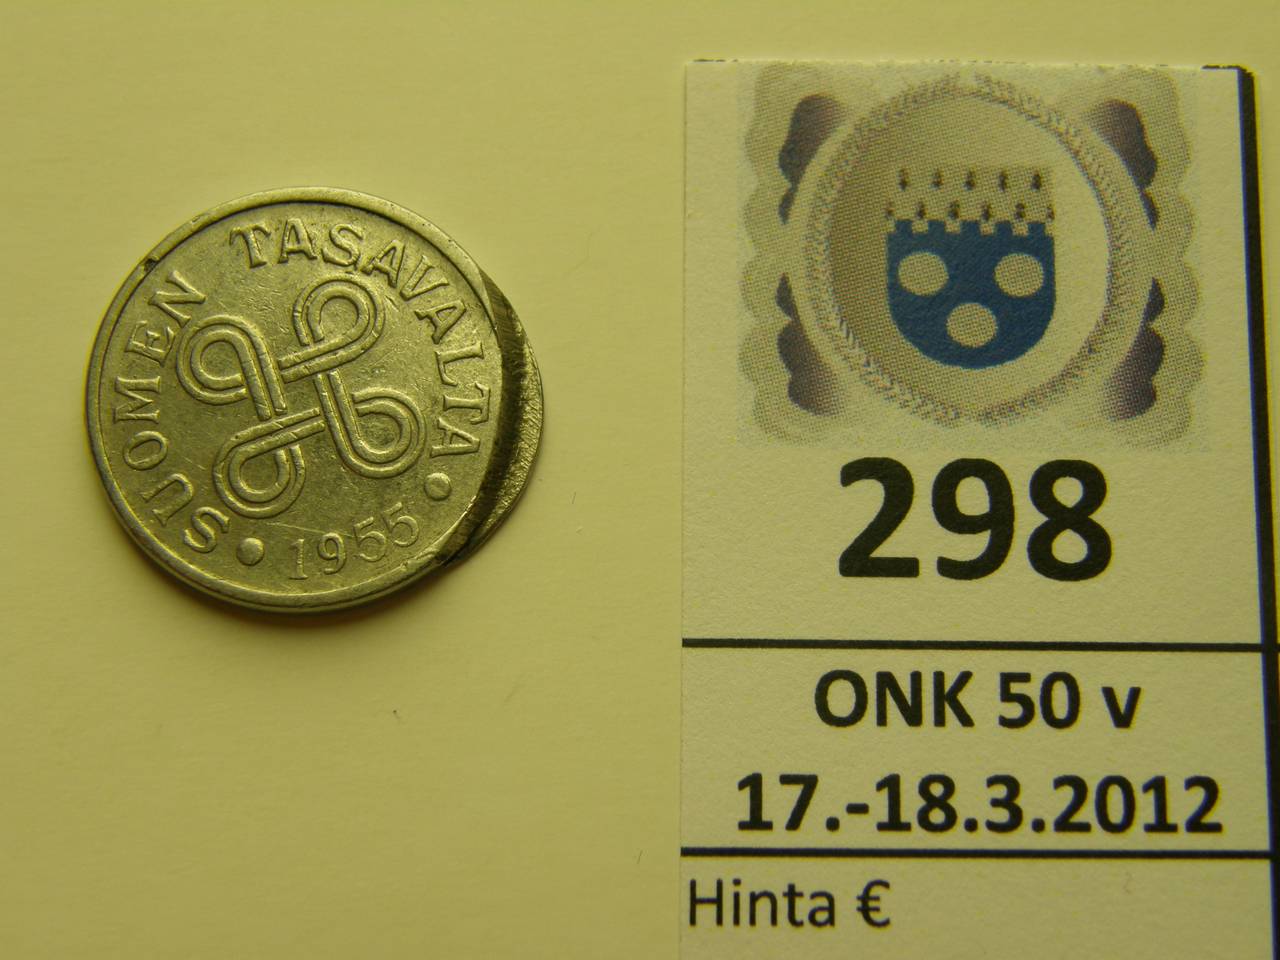 SUOMEN TASAVALTA
1955
298
ONK 50 v
17.-18.3.2012
Hinta €